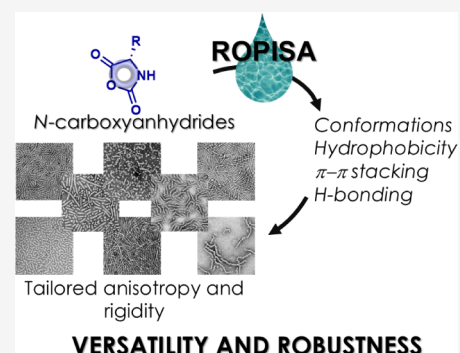 R
O
NH
O
O
ROPISA
N-carboxyanhydrides
Conformations
Hydrophobicity
π–π stacking
H-bonding
Tailored anisotropy and
rigidity
VERSATILITY AND ROBUSTNESS